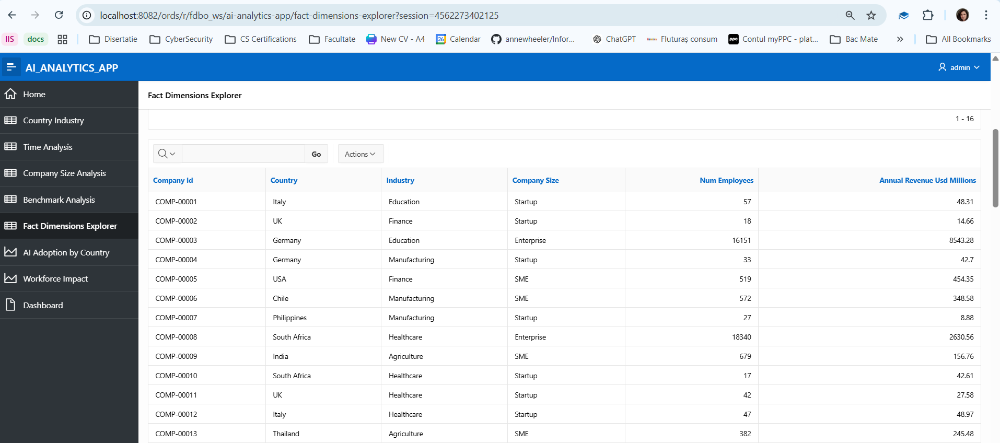 localhost:8082/ords/r/fdbo_ws/ai-analytics-app/fact-dimensions-explorer?session=4562273402125
IIS docs Disertatie CyberSecurity CS Certifications Facultate New CV - A4 26 Calendar annewheeler/Infor... ChatGPT Fluturaș consum ppc Contul myPPC - plat... Bac Mate » All Bookmarks
AI_ANALYTICS_APP admin
Home
Country Industry
Time Analysis
Company Size Analysis
Benchmark Analysis
Fact Dimensions Explorer
AI Adoption by Country
Workforce Impact
Dashboard
Fact Dimensions Explorer
1 - 16
Go Actions
Company Id Country Industry Company Size Num Employees Annual Revenue Usd Millions
COMP-00001 Italy Education Startup 57 48.31
COMP-00002 UK Finance Startup 18 14.66
COMP-00003 Germany Education Enterprise 16151 8543.28
COMP-00004 Germany Manufacturing Startup 33 42.7
COMP-00005 USA Finance SME 519 454.35
COMP-00006 Chile Manufacturing SME 572 348.58
COMP-00007 Philippines Manufacturing Startup 27 8.88
COMP-00008 South Africa Healthcare Enterprise 18340 2630.56
COMP-00009 India Agriculture SME 679 156.76
COMP-00010 South Africa Healthcare Startup 17 42.61
COMP-00011 UK Healthcare Startup 42 27.58
COMP-00012 Italy Healthcare Startup 47 48.97
COMP-00013 Thailand Agriculture SME 382 245.48